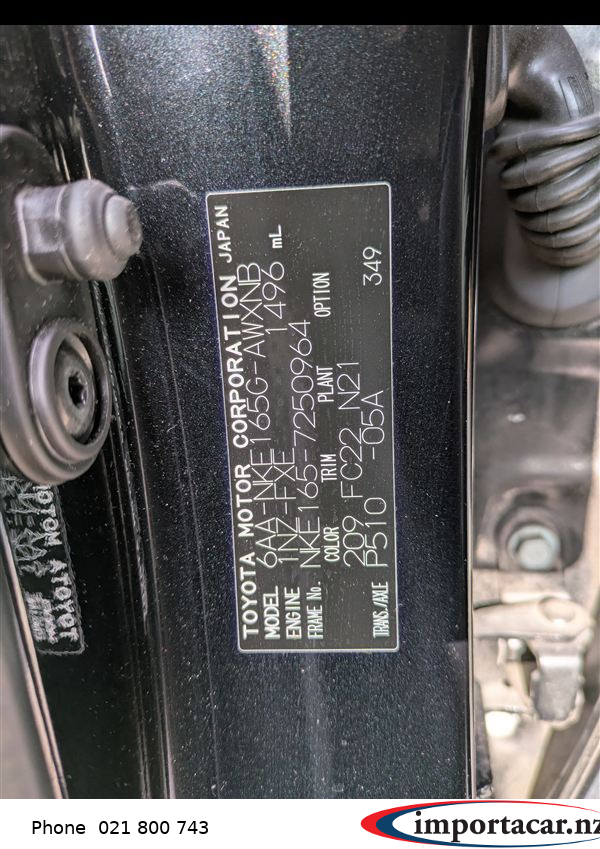 TOYOTA MOTOR CORPORATION JAPAN
MODEL 6AA-NKE165G-AWXNB
ENGINE 1NZ-FXE 1496 mL
FRAME No. NKE165-7250964
COLOR TRIM PLANT OPTION
209 FC22 N21
TRANS./AXLE P510 -05A 349
Phone 021 800 743
importacar.nz